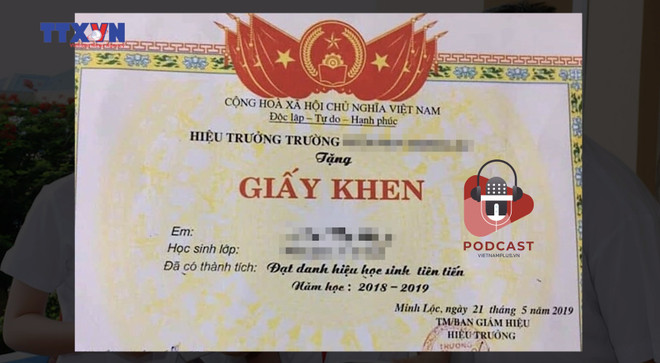 TTXVN
CỘNG HOÀ XÃ HỘI CHỦ NGHĨA VIỆT NAM
Độc lập – Tự do – Hạnh phúc
HIỆU TRƯỞNG TRƯỜNG
Tặng
GIẤY KHEN
PODCAST
VIETNAMPLUS.VN
Em:
Học sinh lớp:
Đã có thành tích: Đạt danh hiệu học sinh tiên tiến
Năm học: 2018 - 2019
Minh Lộc, ngày 21 tháng 5 năm 2019
TM/BAN GIÁM HIỆU
HIỆU TRƯỞNG
TRƯỜNG